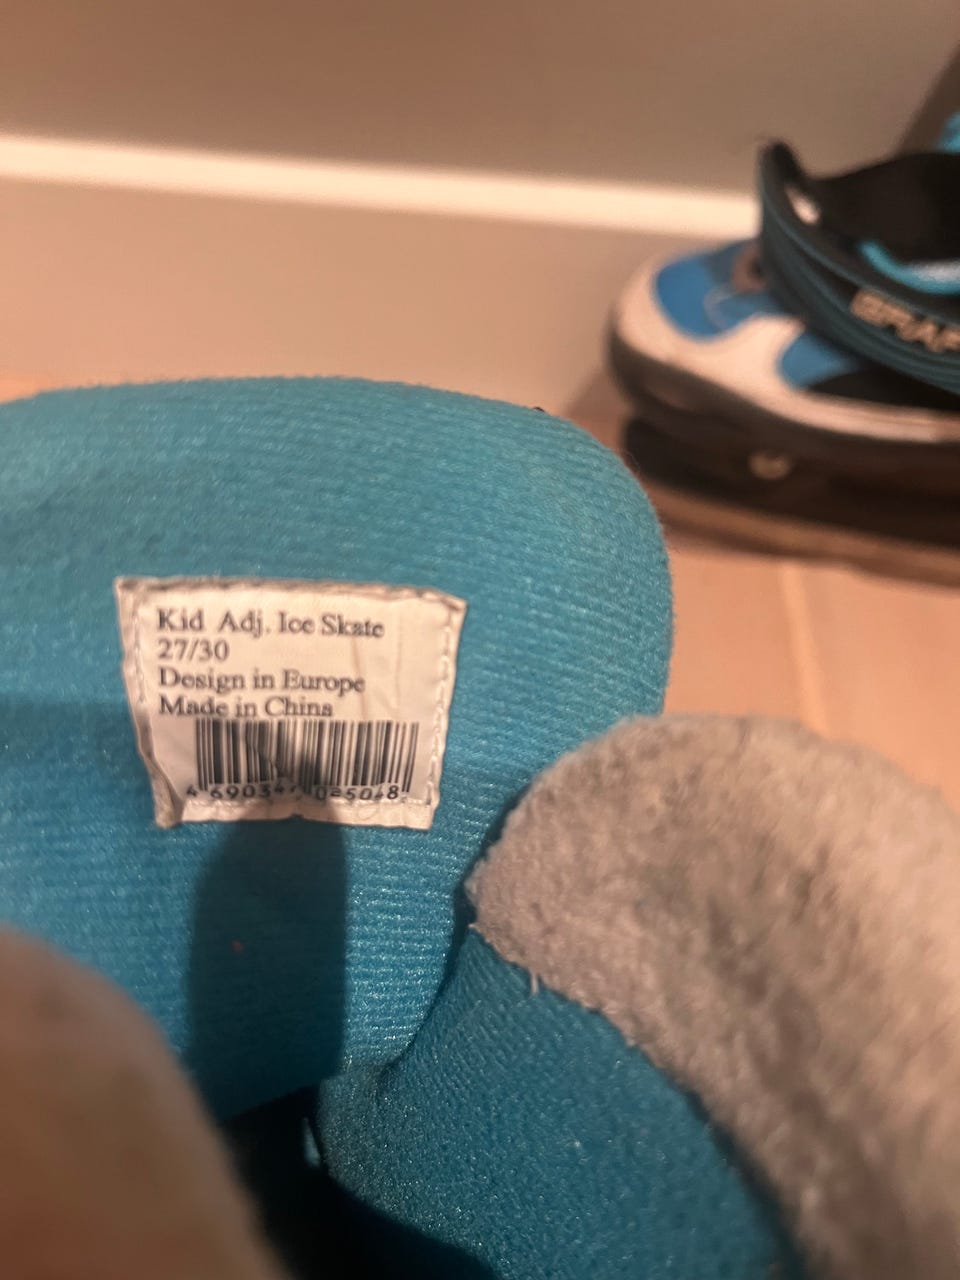 Kid Adj. Ice Skate
27/30
Design in Europe
Made in China